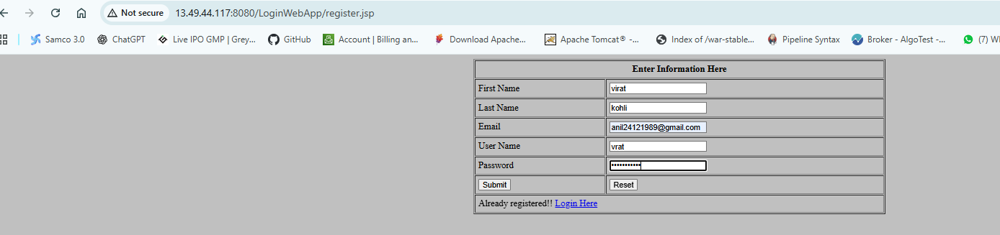 Not secure 13.49.44.117:8080/LoginWebApp/register.jsp
Samco 3.0 ChatGPT Live IPO GMP | Grey... GitHub Account | Billing an... Download Apache... Apache Tomcat® -... Index of /war-stable... Pipeline Syntax Broker - AlgoTest -... (7) W
Enter Information Here
First Name virat
Last Name kohli
Email anil24121989@gmail.com
User Name vrat
Password •••••••••••
Submit Reset
Already registered!! Login Here